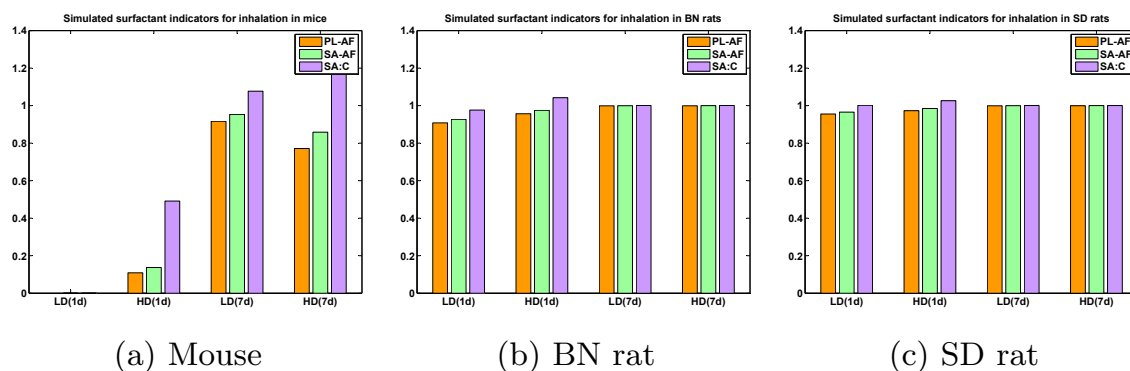 Simulated surfactant indicators for inhalation in mice
1.4
1.2
1
0.8
0.6
0.4
0.2
0
PL-AF
SA-AF
SA:C
LD(1d) HD(1d) LD(7d) HD(7d)
(a) Mouse
Simulated surfactant indicators for inhalation in BN rats
1.4
1.2
1
0.8
0.6
0.4
0.2
0
PL-AF
SA-AF
SA:C
LD(1d) HD(1d) LD(7d) HD(7d)
(b) BN rat
Simulated surfactant indicators for inhalation in SD rats
1.4
1.2
1
0.8
0.6
0.4
0.2
0
PL-AF
SA-AF
SA:C
LD(1d) HD(1d) LD(7d) HD(7d)
(c) SD rat